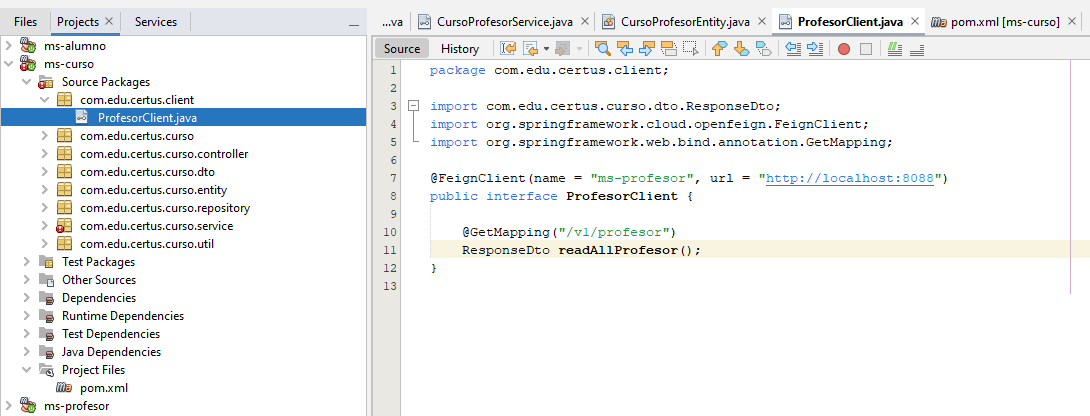 Files Projects Services
ms-alumno
ms-curso
Source Packages
com.edu.certus.client
ProfesorClient.java
com.edu.certus.curso
com.edu.certus.curso.controller
com.edu.certus.curso.dto
com.edu.certus.curso.entity
com.edu.certus.curso.repository
com.edu.certus.curso.service
com.edu.certus.curso.util
Test Packages
Other Sources
Dependencies
Runtime Dependencies
Test Dependencies
Java Dependencies
Project Files
pom.xml
ms-profesor
...va CursoProfesorService.java CursoProfesorEntity.java ProfesorClient.java pom.xml [ms-curso]
Source History
1 package com.edu.certus.client;
2
3 import com.edu.certus.curso.dto.ResponseDto;
4 import org.springframework.cloud.openfeign.FeignClient;
5 import org.springframework.web.bind.annotation.GetMapping;
6
7 @FeignClient(name = "ms-profesor", url = "http://localhost:8088")
8 public interface ProfesorClient {
9
10 @GetMapping("/v1/profesor")
11 ResponseDto readAllProfesor();
12 }
13